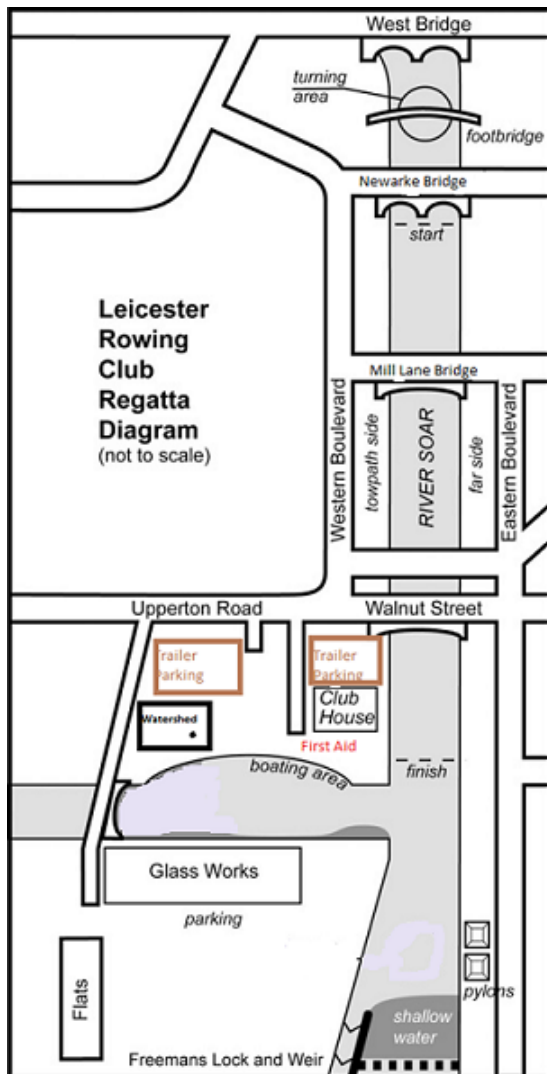 West Bridge
turning
area
footbridge
Newarke Bridge
start
Leicester
Rowing
Club
Regatta
Diagram
(not to scale)
Mill Lane Bridge
Western Boulevard
towpath side
RIVER SOAR
far side
Eastern Boulevard
Upperton Road
Walnut Street
Trailer
Parking
Trailer
Parking
Club
House
Watershed
First Aid
boating area
finish
Glass Works
parking
Flats
pylons
shallow
water
Freemans Lock and Weir